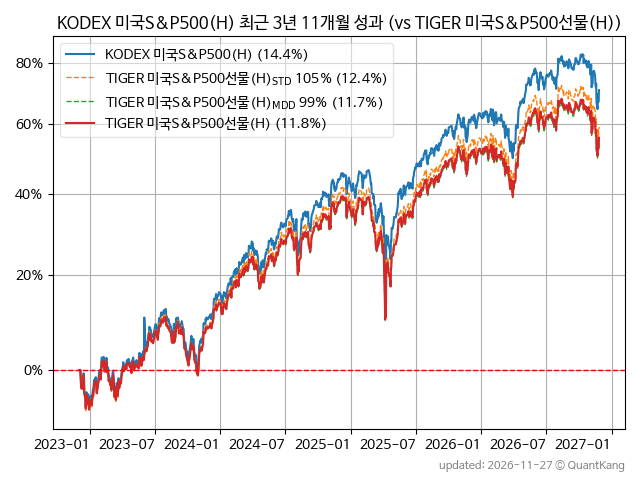 KODEX 미국S&P500(H) 최근 3년 11개월 성과 (vs TIGER 미국S&P500선물(H))
KODEX 미국S&P500(H) (14.4%)
TIGER 미국S&P500선물(H)STD 105% (12.4%)
TIGER 미국S&P500선물(H)MDD 99% (11.7%)
TIGER 미국S&P500선물(H) (11.8%)
80%
60%
40%
20%
0%
2023-01 2023-07 2024-01 2024-07 2025-01 2025-07 2026-01 2026-07 2027-01
updated: 2026-11-27 © QuantKang